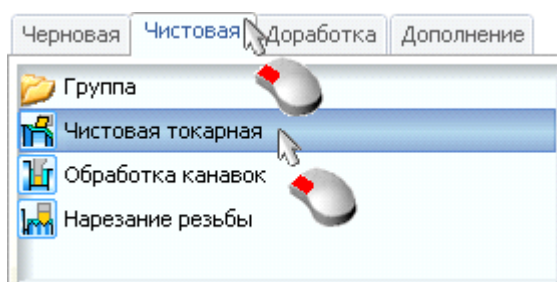 Черновая Чистовая Доработка Дополнение
Группа
Чистовая токарная
Обработка канавок
Нарезание резьбы